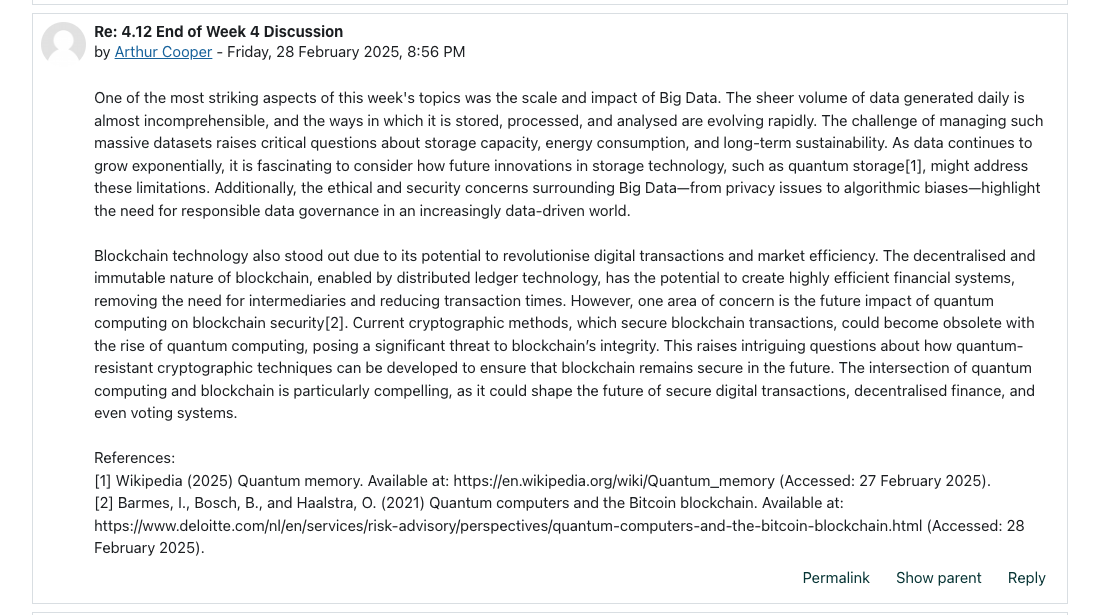 Re: 4.12 End of Week 4 Discussion
by Arthur Cooper - Friday, 28 February 2025, 8:56 PM
One of the most striking aspects of this week's topics was the scale and impact of Big Data. The sheer volume of data generated daily is
almost incomprehensible, and the ways in which it is stored, processed, and analysed are evolving rapidly. The challenge of managing such
massive datasets raises critical questions about storage capacity, energy consumption, and long-term sustainability. As data continues to
grow exponentially, it is fascinating to consider how future innovations in storage technology, such as quantum storage[1], might address
these limitations. Additionally, the ethical and security concerns surrounding Big Data—from privacy issues to algorithmic biases—highlight
the need for responsible data governance in an increasingly data-driven world.
Blockchain technology also stood out due to its potential to revolutionise digital transactions and market efficiency. The decentralised and
immutable nature of blockchain, enabled by distributed ledger technology, has the potential to create highly efficient financial systems,
removing the need for intermediaries and reducing transaction times. However, one area of concern is the future impact of quantum
computing on blockchain security[2]. Current cryptographic methods, which secure blockchain transactions, could become obsolete with
the rise of quantum computing, posing a significant threat to blockchain’s integrity. This raises intriguing questions about how quantum-
resistant cryptographic techniques can be developed to ensure that blockchain remains secure in the future. The intersection of quantum
computing and blockchain is particularly compelling, as it could shape the future of secure digital transactions, decentralised finance, and
even voting systems.
References:
[1] Wikipedia (2025) Quantum memory. Available at: https://en.wikipedia.org/wiki/Quantum_memory (Accessed: 27 February 2025).
[2] Barmes, I., Bosch, B., and Haalstra, O. (2021) Quantum computers and the Bitcoin blockchain. Available at:
https://www.deloitte.com/nl/en/services/risk-advisory/perspectives/quantum-computers-and-the-bitcoin-blockchain.html (Accessed: 28
February 2025).
Permalink Show parent Reply